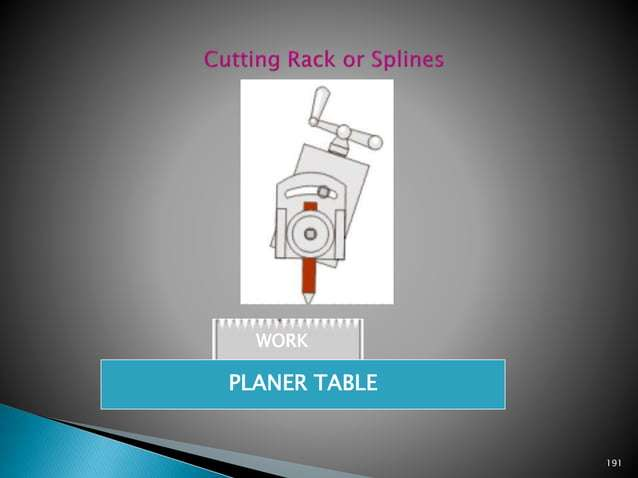 Cutting Rack or Splines
WORK
PLANER TABLE
191